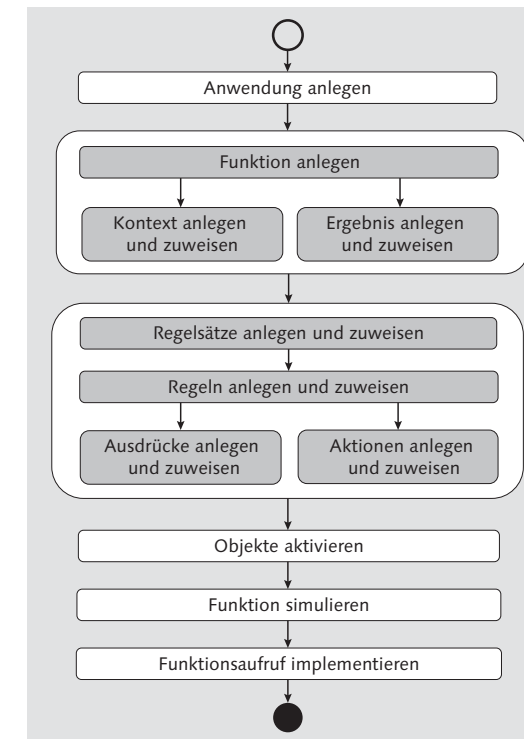 Anwendung anlegen
Funktion anlegen
Kontext anlegen
und zuweisen
Ergebnis anlegen
und zuweisen
Regelsätze anlegen und zuweisen
Regeln anlegen und zuweisen
Ausdrücke anlegen
und zuweisen
Aktionen anlegen
und zuweisen
Objekte aktivieren
Funktion simulieren
Funktionsaufruf implementieren